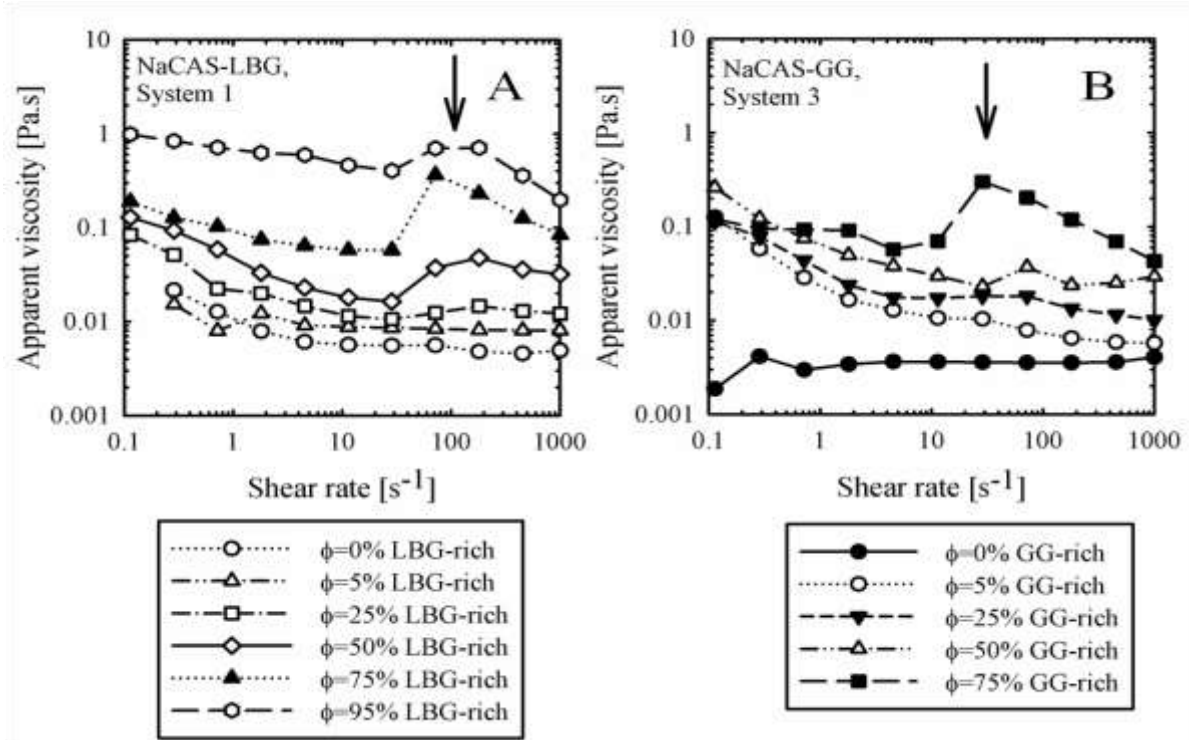 NaCAS-LBG,
System 1
A
Apparent viscosity [Pa.s]
10
1
0.1
0.01
0.001
0.1
1
10
100
1000
Shear rate [s-1]
φ=0% LBG-rich
φ=5% LBG-rich
φ=25% LBG-rich
φ=50% LBG-rich
φ=75% LBG-rich
φ=95% LBG-rich
NaCAS-GG,
System 3
B
Apparent viscosity [Pa.s]
10
1
0.1
0.01
0.001
0.1
1
10
100
1000
Shear rate [s-1]
φ=0% GG-rich
φ=5% GG-rich
φ=25% GG-rich
φ=50% GG-rich
φ=75% GG-rich